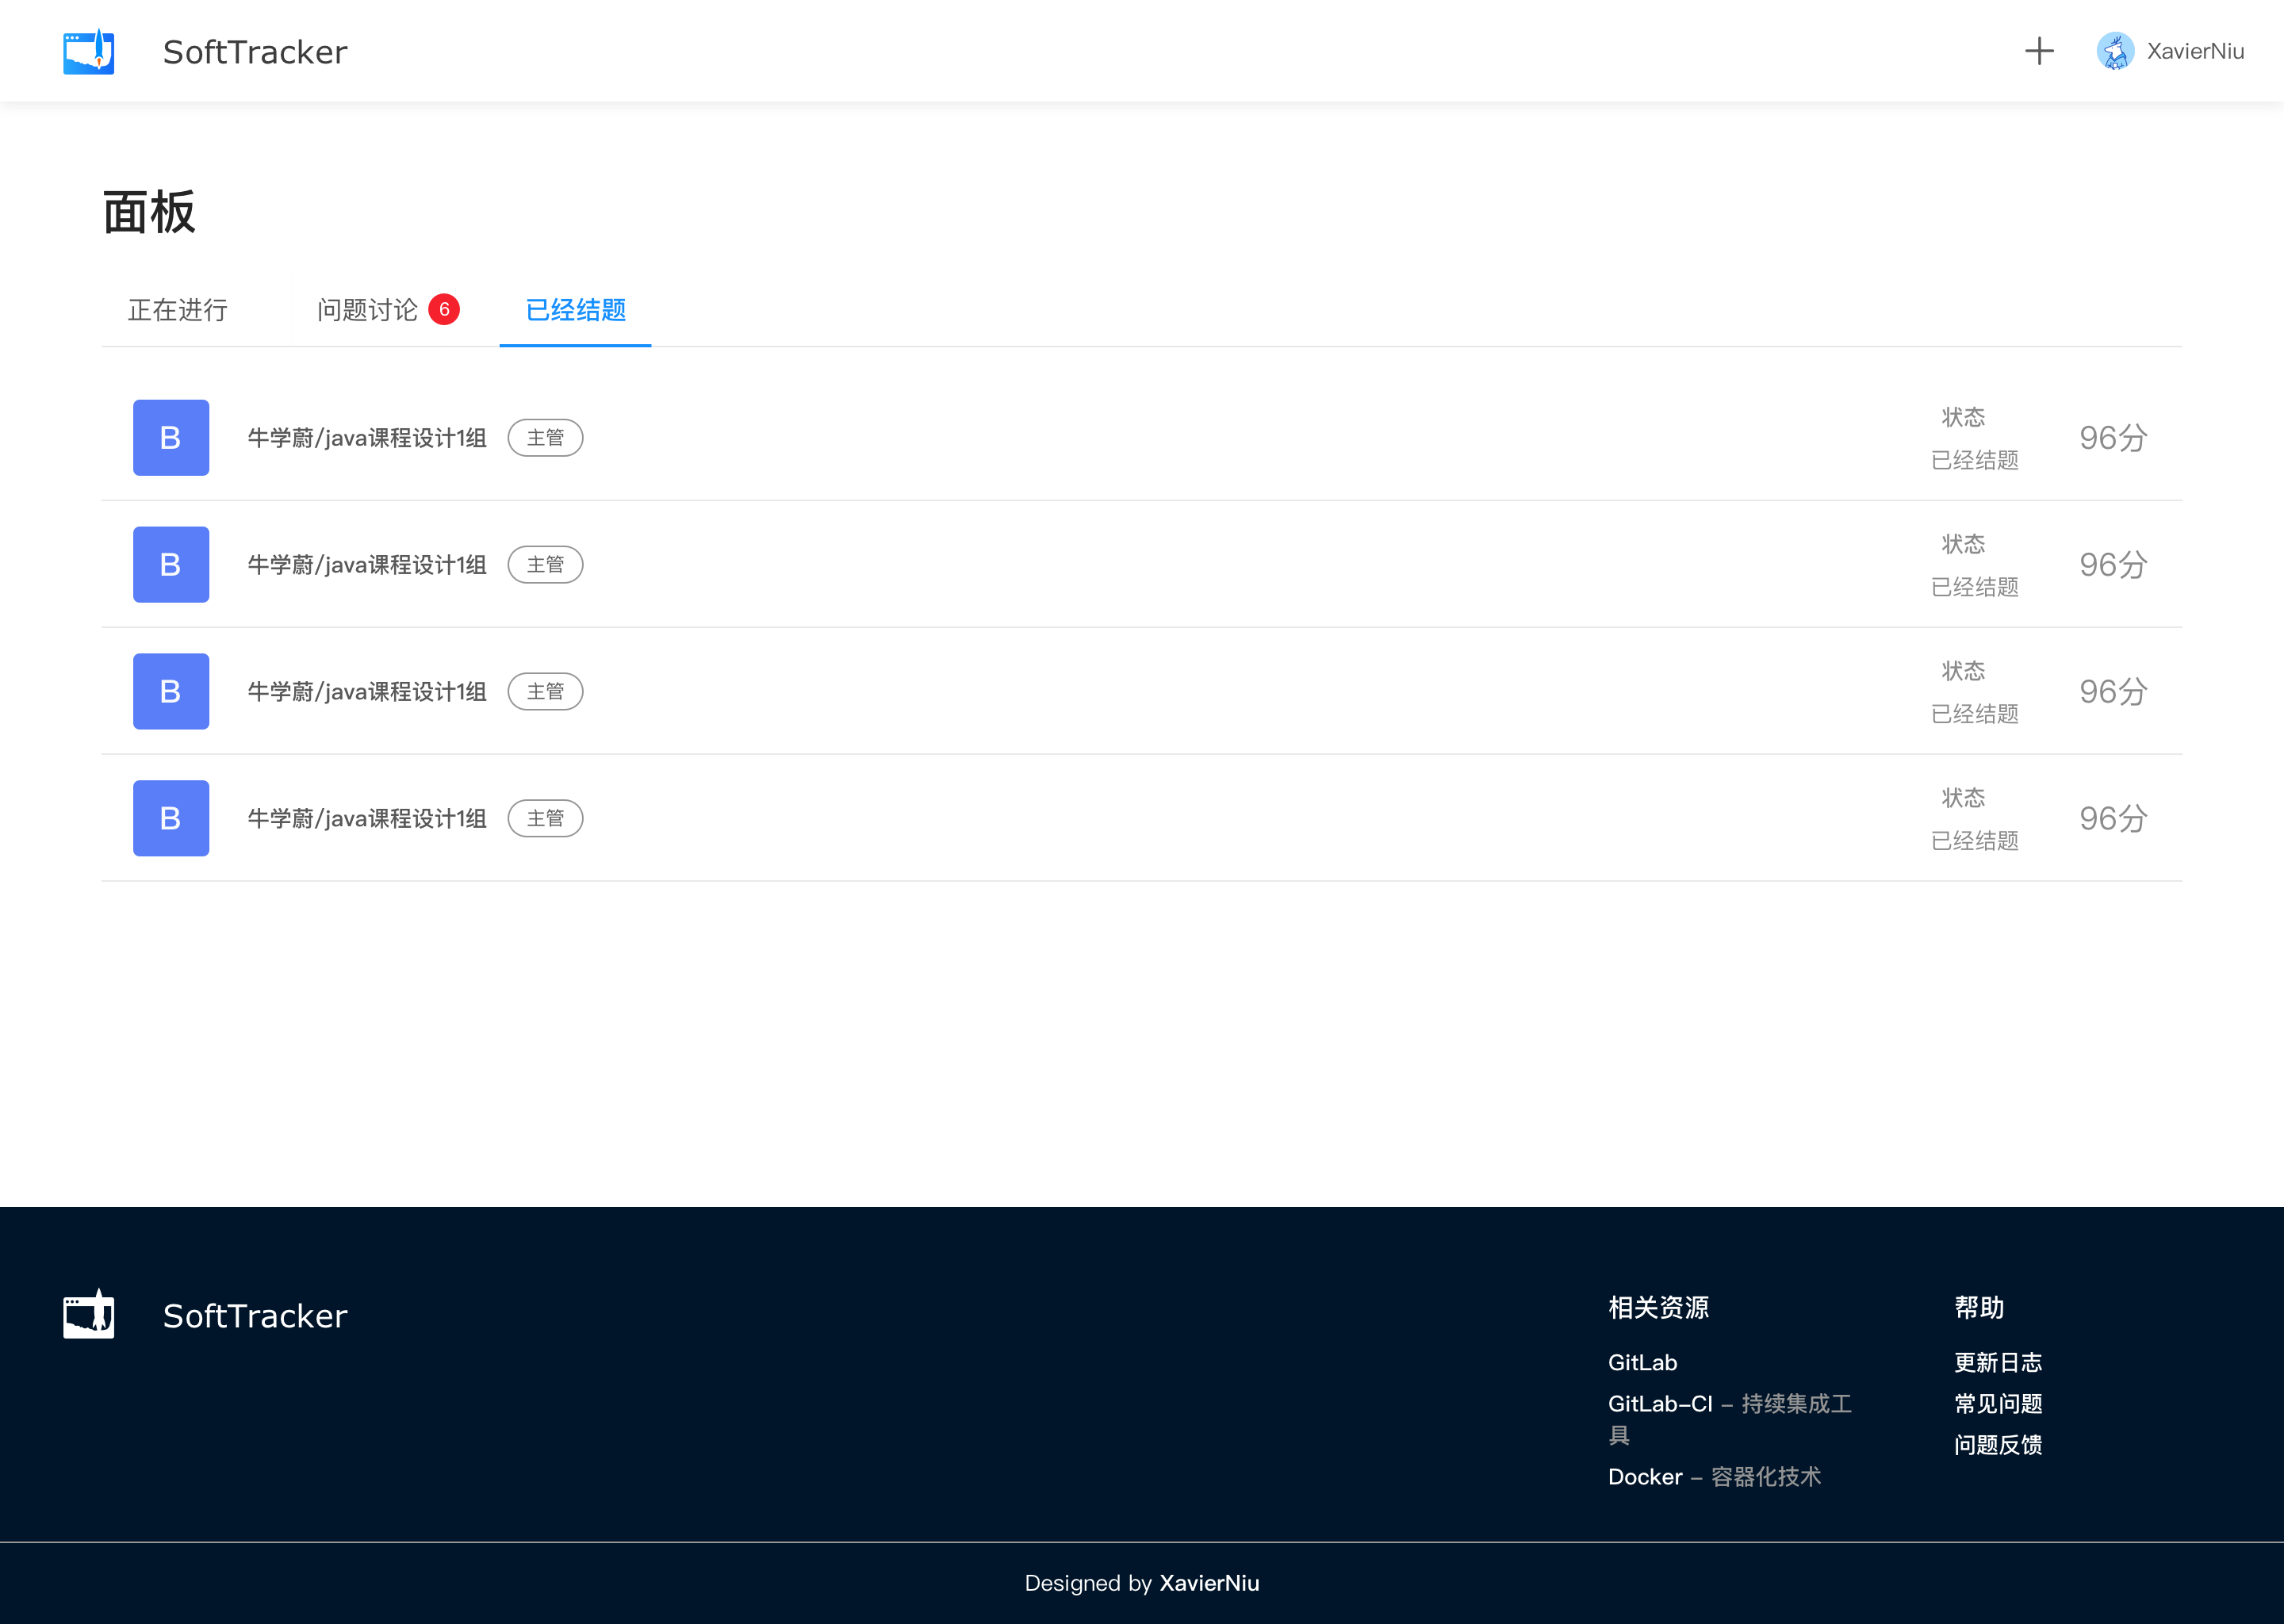 SoftTracker
XavierNiu
面板
正在进行
问题讨论 6
已经结题
B
牛学蔚/java课程设计1组
主管
状态
已经结题
96分
B
牛学蔚/java课程设计1组
主管
状态
已经结题
96分
B
牛学蔚/java课程设计1组
主管
状态
已经结题
96分
B
牛学蔚/java课程设计1组
主管
状态
已经结题
96分
SoftTracker
相关资源
GitLab
GitLab-CI - 持续集成工
具
Docker - 容器化技术
帮助
更新日志
常见问题
问题反馈
Designed by XavierNiu